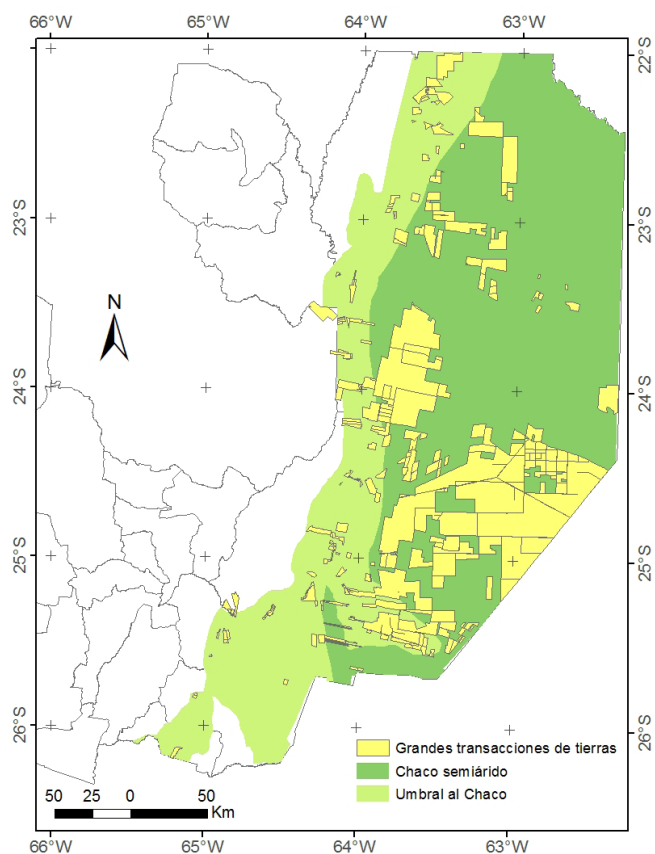 66°W 65°W 64°W 63°W
22°S 22°S
23°S 23°S
N
24°S 24°S
25°S 25°S
26°S 26°S
Grandes transacciones de tierras
Chaco semiárido
Umbral al Chaco
50 25 0 50
Km
66°W 65°W 64°W 63°W